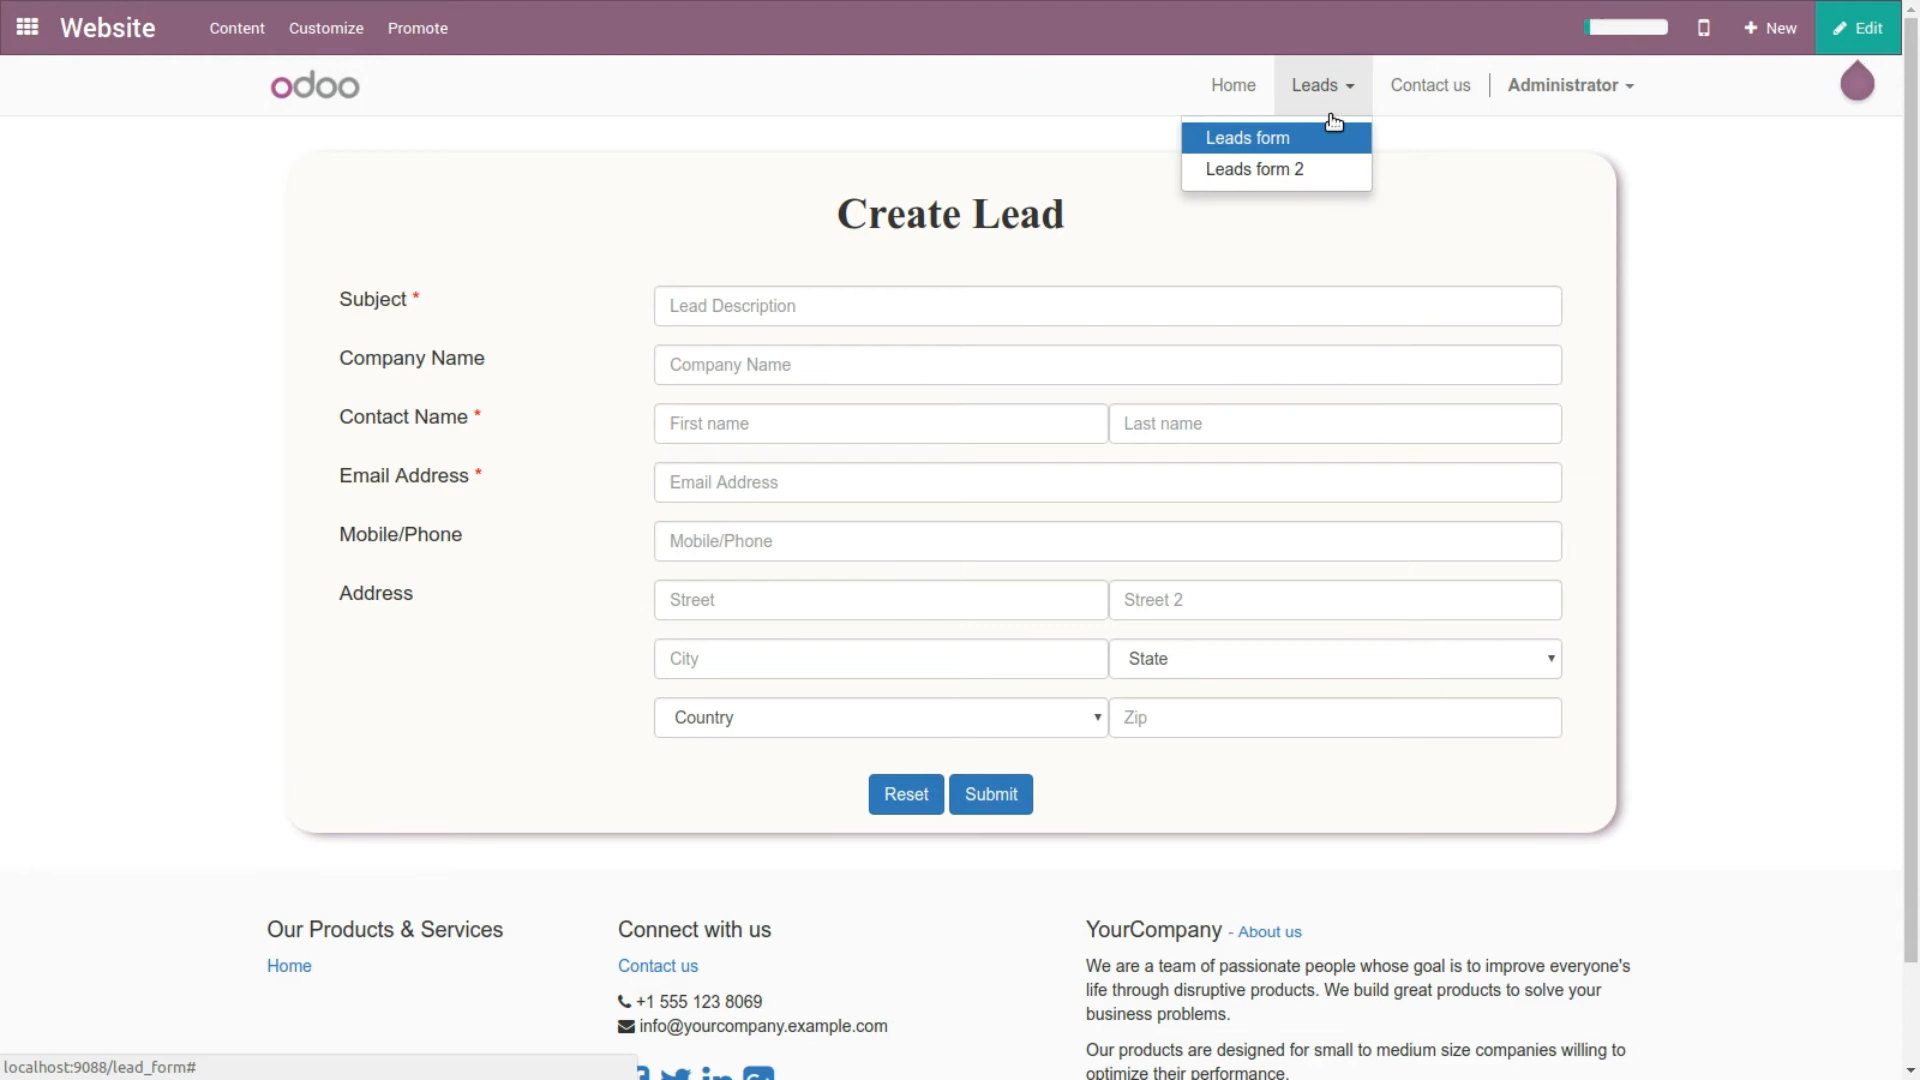 Website Content Customize Promote New Edit
odoo Home Leads Contact us Administrator
Leads form
Leads form 2
Create Lead
Subject * Lead Description
Company Name Company Name
Contact Name * First name Last name
Email Address * Email Address
Mobile/Phone Mobile/Phone
Address Street Street 2
City State
Country Zip
Reset Submit
Our Products & Services
Home
Connect with us
Contact us
+1 555 123 8069
info@yourcompany.example.com
YourCompany - About us
We are a team of passionate people whose goal is to improve everyone's
life through disruptive products. We build great products to solve your
business problems.
Our products are designed for small to medium size companies willing to
optimize their performance.
localhost:9088/lead_form#